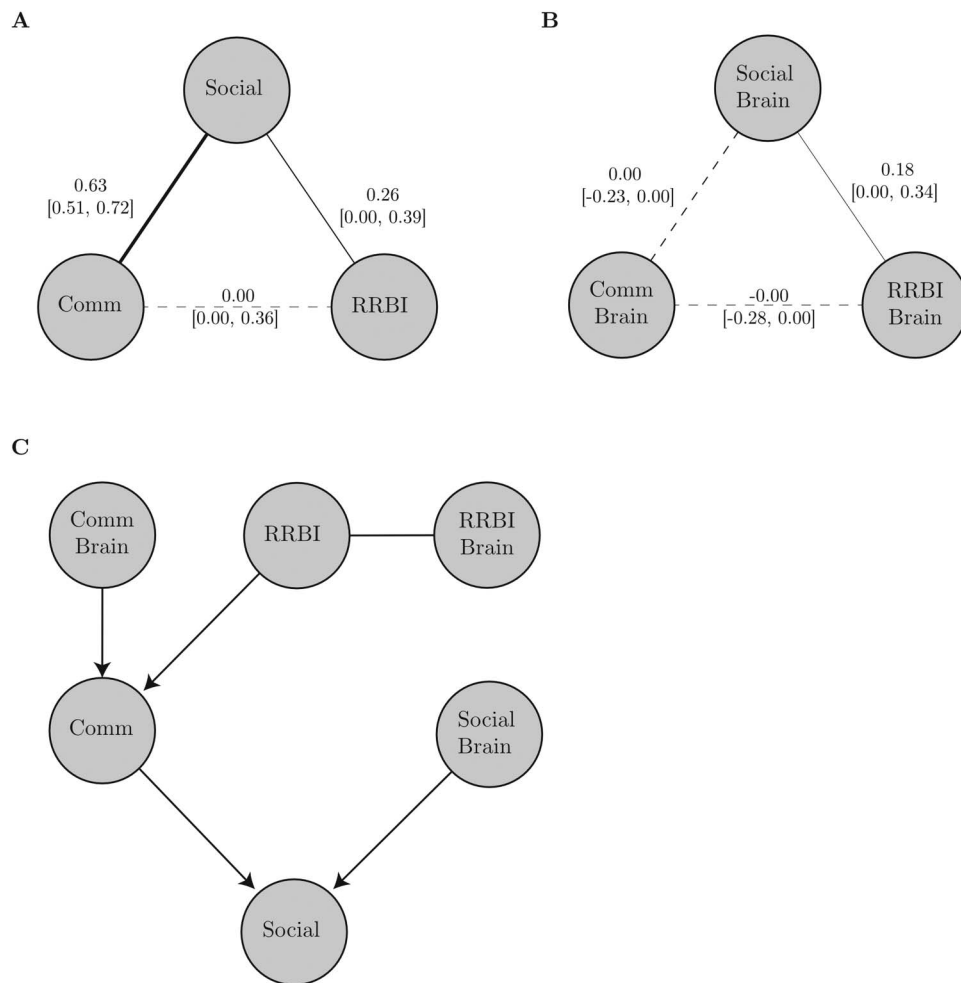 A
Social
0.63
[0.51, 0.72]
0.26
[0.00, 0.39]
Comm
0.00
[0.00, 0.36]
RRBI
B
Social
Brain
0.00
[-0.23, 0.00]
0.18
[0.00, 0.34]
Comm
Brain
-0.00
[-0.28, 0.00]
RRBI
Brain
C
Comm
Brain
RRBI
RRBI
Brain
Comm
Social
Brain
Social